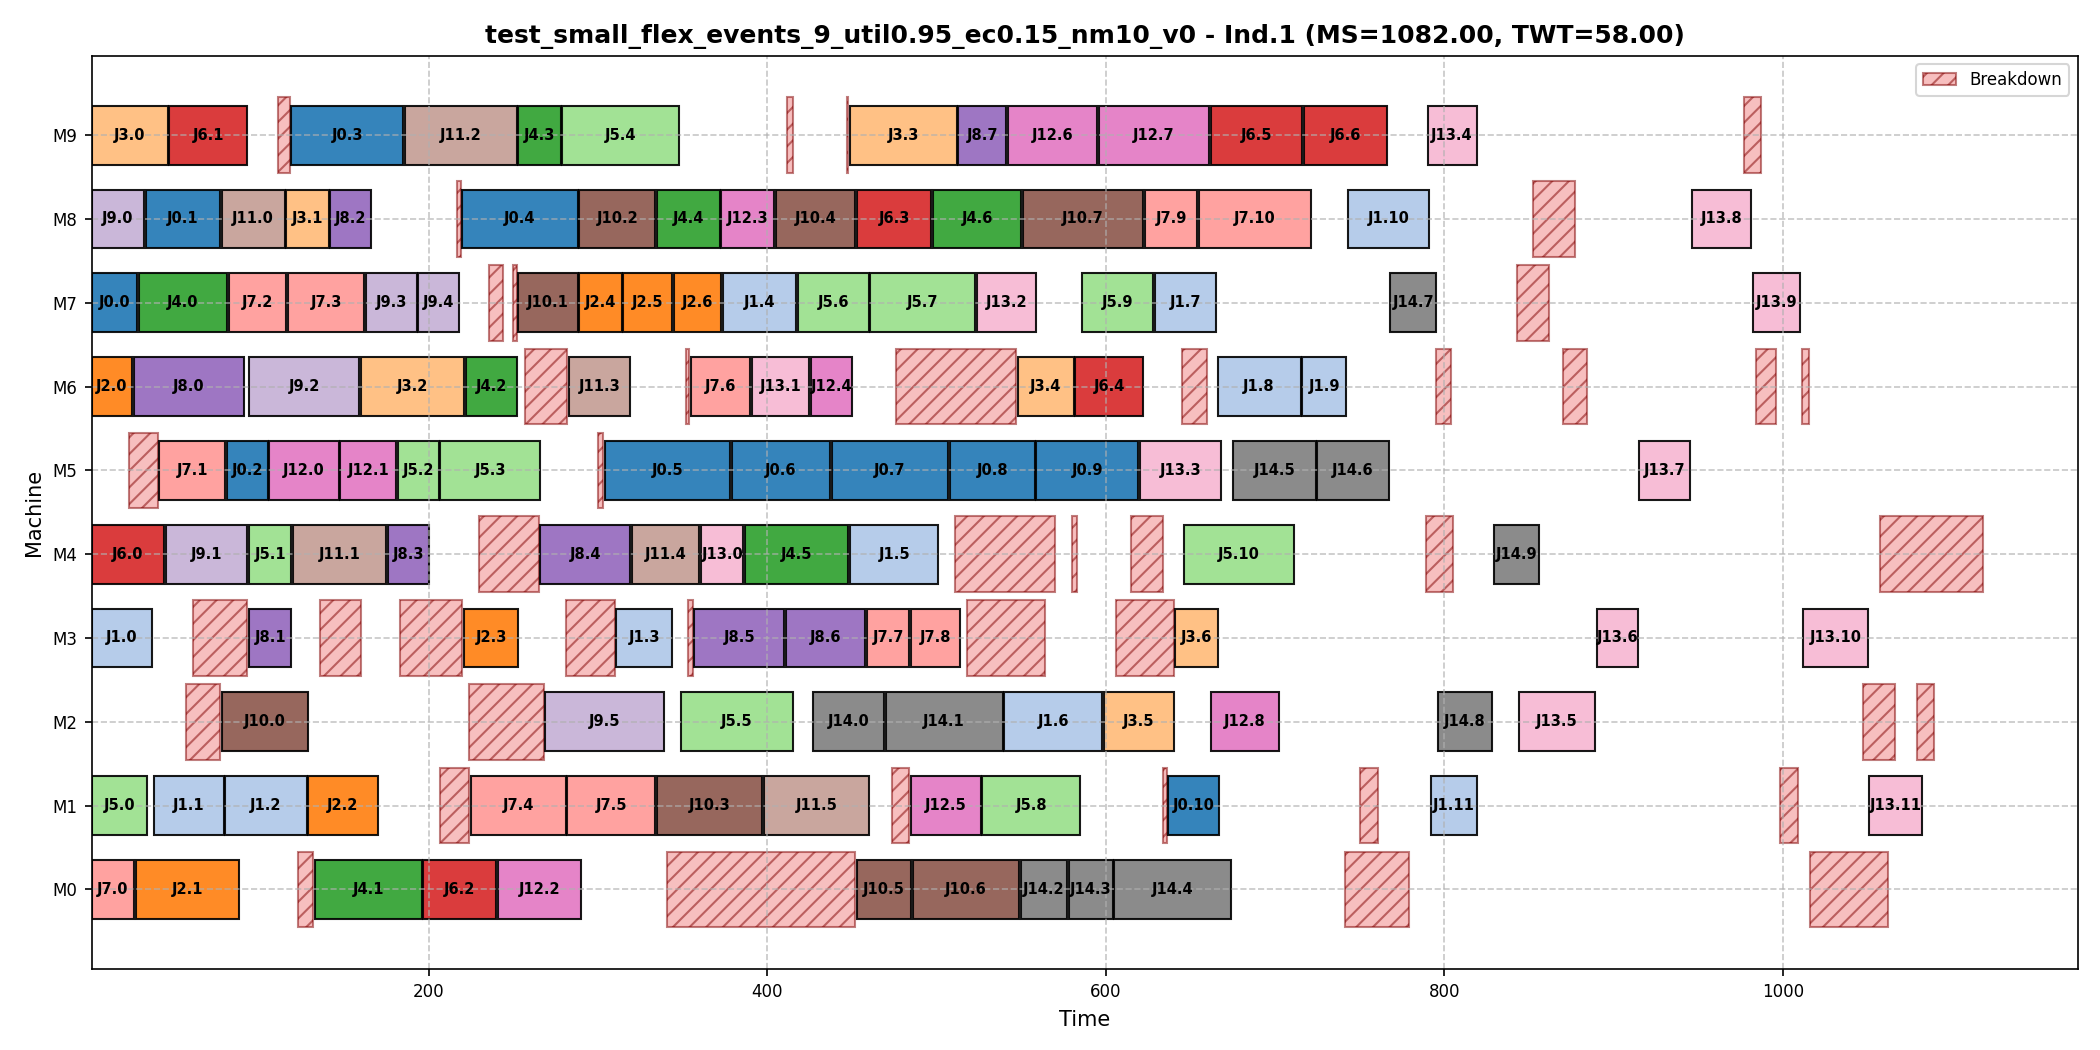 test_small_flex_events_9_util0.95_ec0.15_nm10_v0 - Ind.1 (MS=1082.00, TWT=58.00)
Breakdown
M9 J3.0 J6.1 J0.3 J11.2 J4.3 J5.4 J3.3 J8.7 J12.6 J12.7 J6.5 J6.6 J13.4
M8 J9.0 J0.1 J11.0 J3.1 J8.2 J0.4 J10.2 J4.4 J12.3 J10.4 J6.3 J4.6 J10.7 J7.9 J7.10 J1.10 J13.8
M7 J0.0 J4.0 J7.2 J7.3 J9.3 J9.4 J10.1 J2.4 J2.5 J2.6 J1.4 J5.6 J5.7 J13.2 J5.9 J1.7 J14.7 J13.9
M6 J2.0 J8.0 J9.2 J3.2 J4.2 J11.3 J7.6 J13.1 J12.4 J3.4 J6.4 J1.8 J1.9
M5 J7.1 J0.2 J12.0 J12.1 J5.2 J5.3 J0.5 J0.6 J0.7 J0.8 J0.9 J13.3 J14.5 J14.6 J13.7
M4 J6.0 J9.1 J5.1 J11.1 J8.3 J8.4 J11.4 J13.0 J4.5 J1.5 J5.10 J14.9
M3 J1.0 J8.1 J2.3 J1.3 J8.5 J8.6 J7.7 J7.8 J3.6 J13.6 J13.10
M2 J10.0 J9.5 J5.5 J14.0 J14.1 J1.6 J3.5 J12.8 J14.8 J13.5
M1 J5.0 J1.1 J1.2 J2.2 J7.4 J7.5 J10.3 J11.5 J12.5 J5.8 J0.10 J1.11 J13.11
M0 J7.0 J2.1 J4.1 J6.2 J12.2 J10.5 J10.6 J14.2 J14.3 J14.4
Machine
200 400 600 800 1000
Time